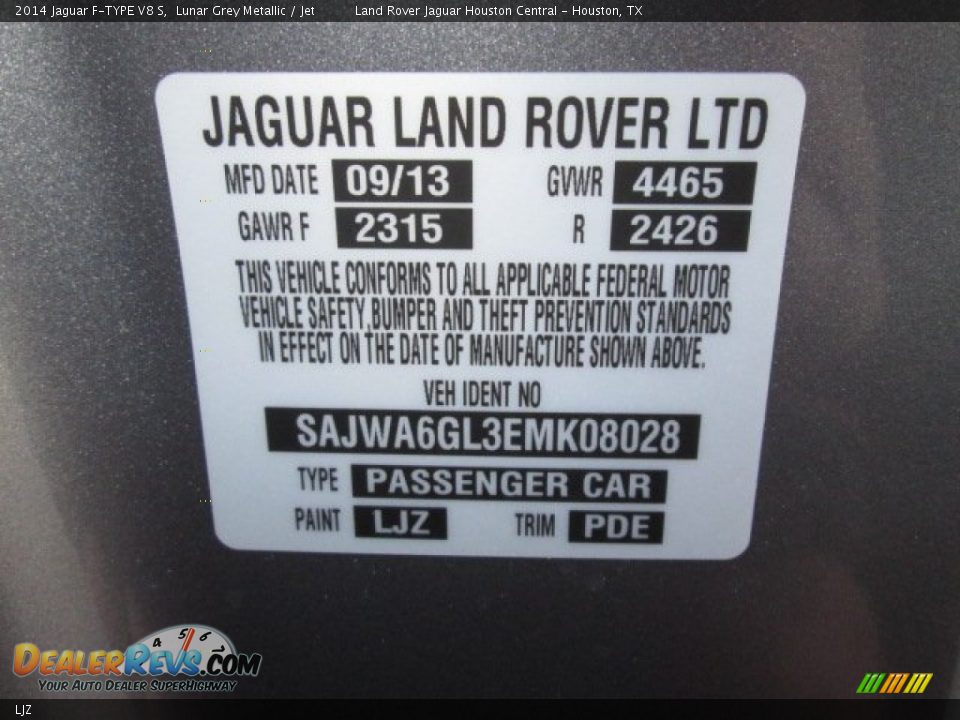 2014 Jaguar F-TYPE V8 S, Lunar Grey Metallic / Jet Land Rover Jaguar Houston Central - Houston, TX
JAGUAR LAND ROVER LTD
MFD DATE 09/13 GVWR 4465
GAWR F 2315 R 2426
THIS VEHICLE CONFORMS TO ALL APPLICABLE FEDERAL MOTOR
VEHICLE SAFETY,BUMPER AND THEFT PREVENTION STANDARDS
IN EFFECT ON THE DATE OF MANUFACTURE SHOWN ABOVE.
VEH IDENT NO
SAJWA6GL3EMK08028
TYPE PASSENGER CAR
PAINT LJZ TRIM PDE
4 5 6
DEALERREVS.COM
YOUR AUTO DEALER SUPERHIGHWAY
LJZ